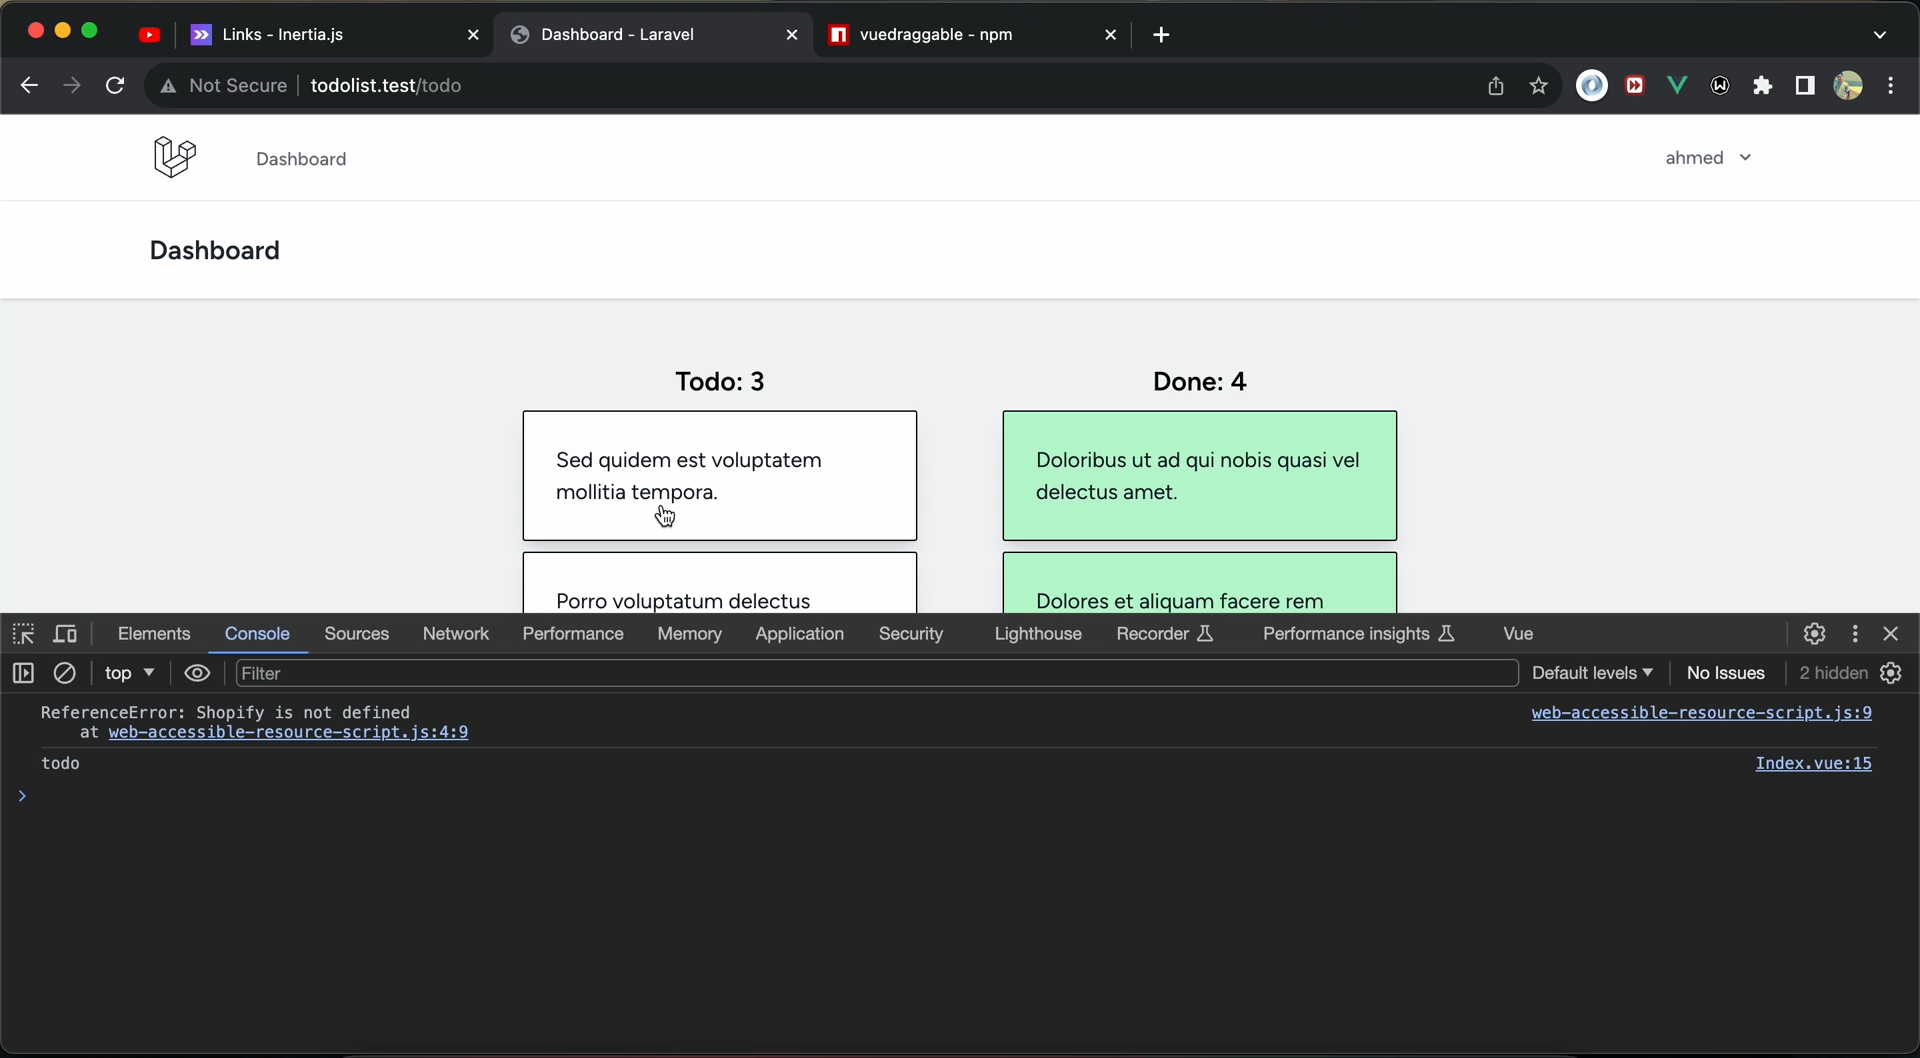 Links - Inertia.js
Dashboard - Laravel
vuedraggable - npm
Not Secure
todolist.test/todo
Dashboard
ahmed
Dashboard
Todo: 3
Done: 4
Sed quidem est voluptatem
mollitia tempora.
Doloribus ut ad qui nobis quasi vel
delectus amet.
Porro voluptatum delectus
Dolores et aliquam facere rem
Elements
Console
Sources
Network
Performance
Memory
Application
Security
Lighthouse
Recorder
Performance insights
Vue
top
Filter
Default levels
No Issues
2 hidden
ReferenceError: Shopify is not defined
web-accessible-resource-script.js:9
at web-accessible-resource-script.js:4:9
todo
Index.vue:15